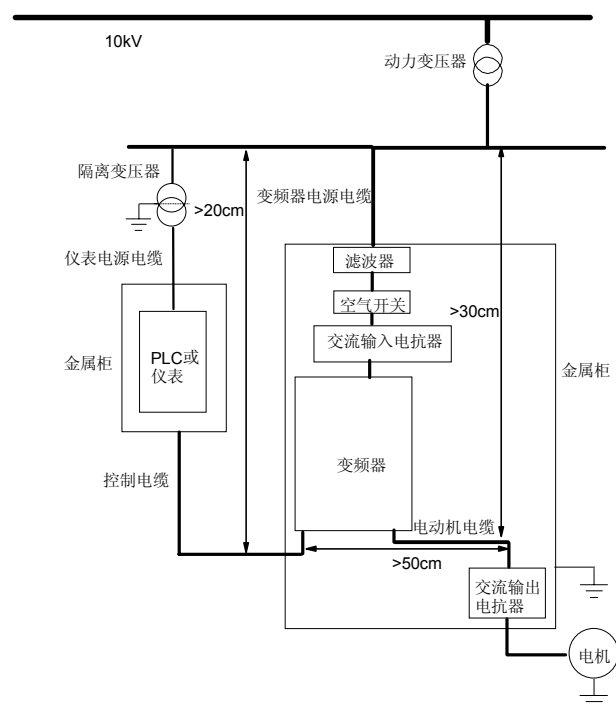 10kV
动力变压器
隔离变压器
>20cm
变频器电源电缆
仪表电源电缆
滤波器
空气开关
>30cm
交流输入电抗器
PLC或
仪表
金属柜
金属柜
变频器
控制电缆
电动机电缆
>50cm
交流输出
电抗器
电机